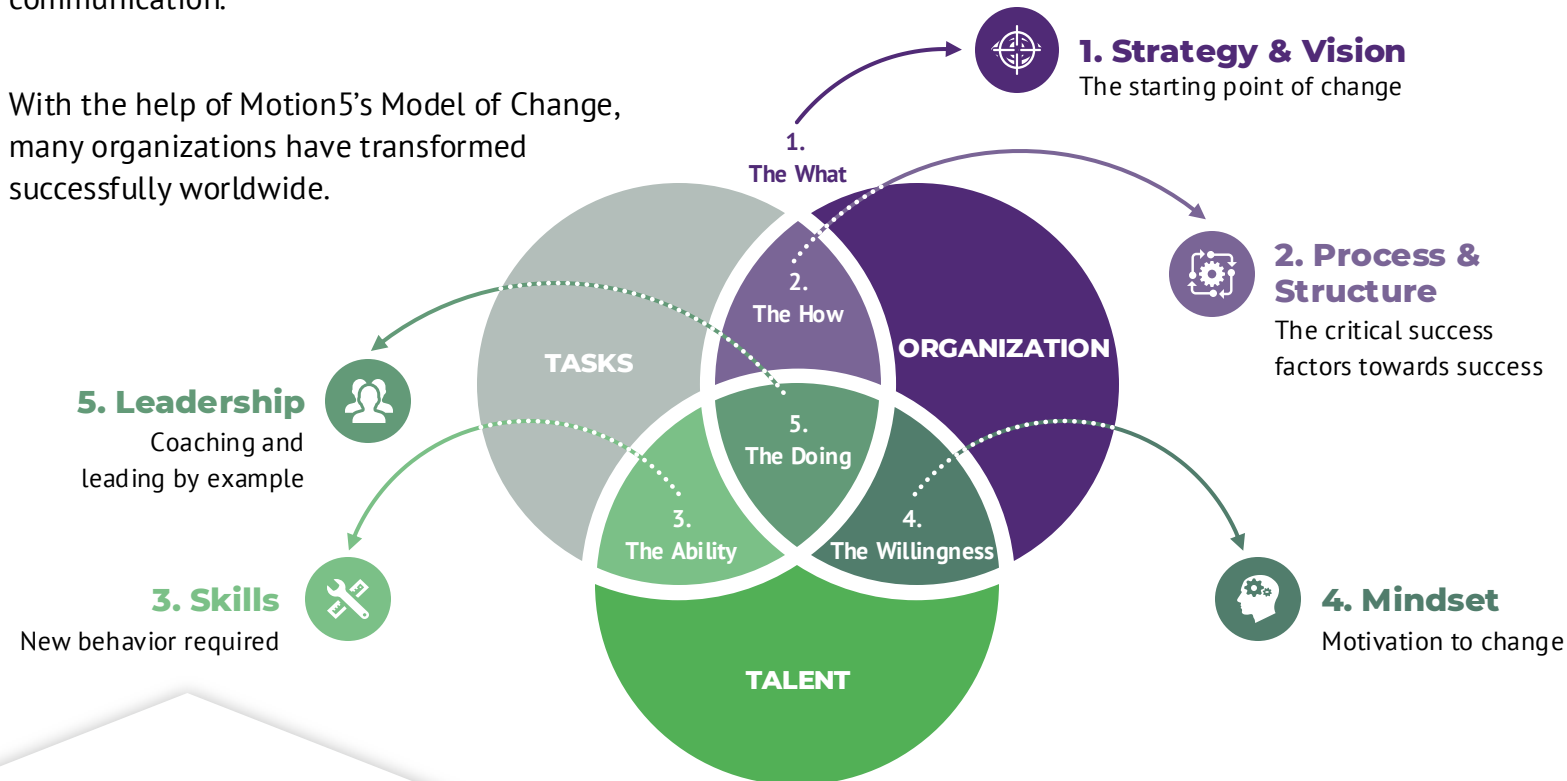 communication.
With the help of Motion5’s Model of Change,
many organizations have transformed
successfully worldwide.
1. Strategy & Vision
The starting point of change
1.
The What
2. Process &
Structure
The critical success
factors towards success
2.
The How
TASKS
ORGANIZATION
5. Leadership
Coaching and
leading by example
5.
The Doing
3.
The Ability
4.
The Willingness
3. Skills
New behavior required
4. Mindset
Motivation to change
TALENT